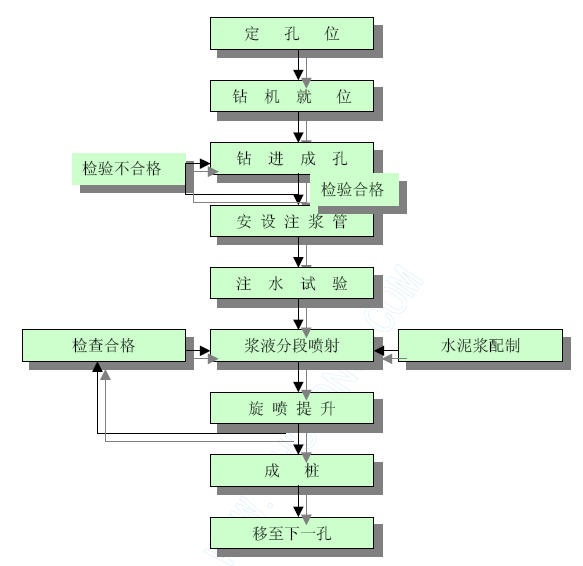 定 孔 位
钻 机 就 位
钻 进 成 孔
检验不合格
检验合格
安 设 注 浆 管
注 水 试 验
检查合格
浆液分段喷射
水泥浆配制
旋 喷 提 升
成 桩
移至下一孔